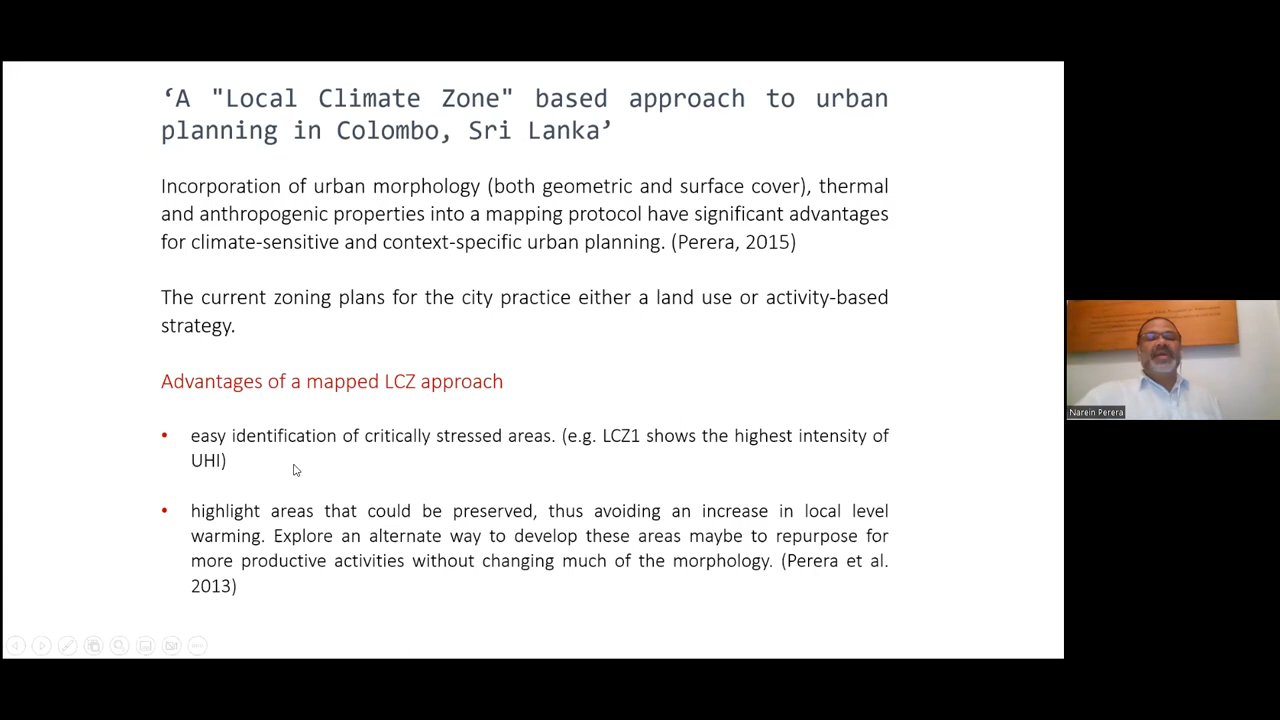 ‘A "Local Climate Zone" based approach to urban
planning in Colombo, Sri Lanka’
Incorporation of urban morphology (both geometric and surface cover), thermal
and anthropogenic properties into a mapping protocol have significant advantages
for climate-sensitive and context-specific urban planning. (Perera, 2015)
The current zoning plans for the city practice either a land use or activity-based
strategy.
Advantages of a mapped LCZ approach
• easy identification of critically stressed areas. (e.g. LCZ1 shows the highest intensity of
UHI)
• highlight areas that could be preserved, thus avoiding an increase in local level
warming. Explore an alternate way to develop these areas maybe to repurpose for
more productive activities without changing much of the morphology. (Perera et al.
2013)
Narein Perera